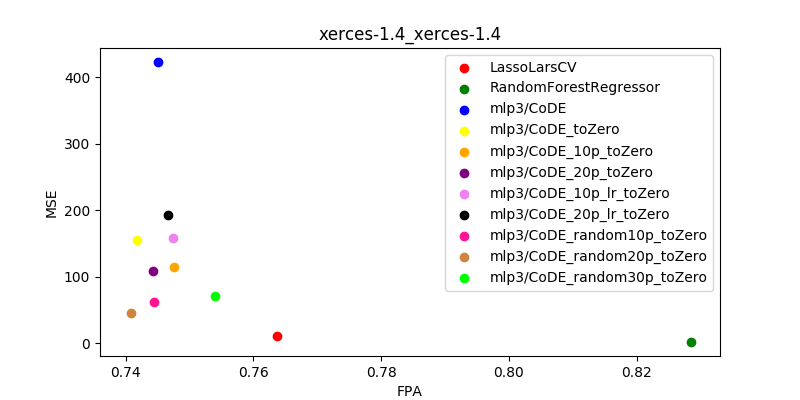 xerces-1.4_xerces-1.4
MSE
400
300
200
100
0
0.74
0.76
0.78
0.80
0.82
FPA
LassoLarsCV
RandomForestRegressor
mlp3/CoDE
mlp3/CoDE_toZero
mlp3/CoDE_10p_toZero
mlp3/CoDE_20p_toZero
mlp3/CoDE_10p_lr_toZero
mlp3/CoDE_20p_lr_toZero
mlp3/CoDE_random10p_toZero
mlp3/CoDE_random20p_toZero
mlp3/CoDE_random30p_toZero